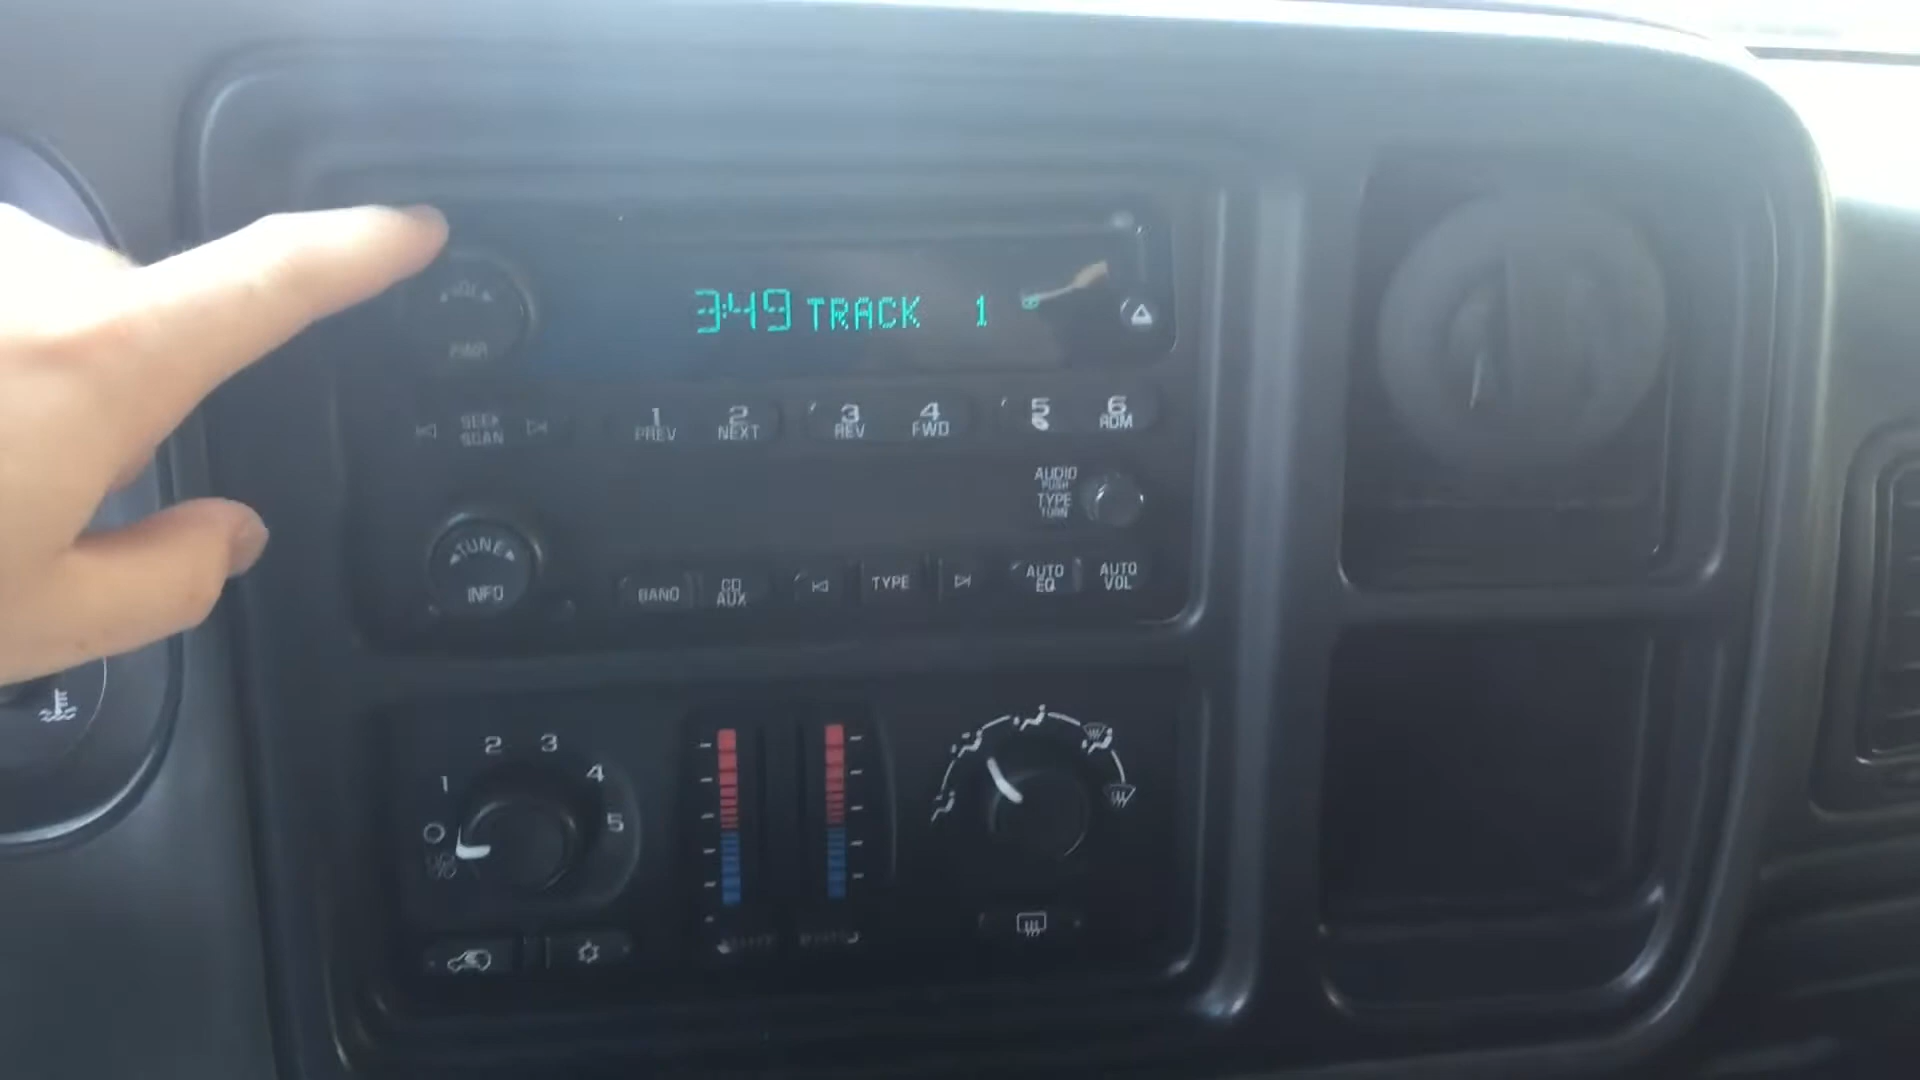 3:49 TRACK 1
VOL
PWR
SEEK
SCAN
1
PREV
2
NEXT
3
REV
4
FWD
5
6
RDM
AUDIO
PUSH
TYPE
TURN
TUNE
INFO
BAND
CD
AUX
TYPE
AUTO
EQ
AUTO
VOL
1
2
3
4
5